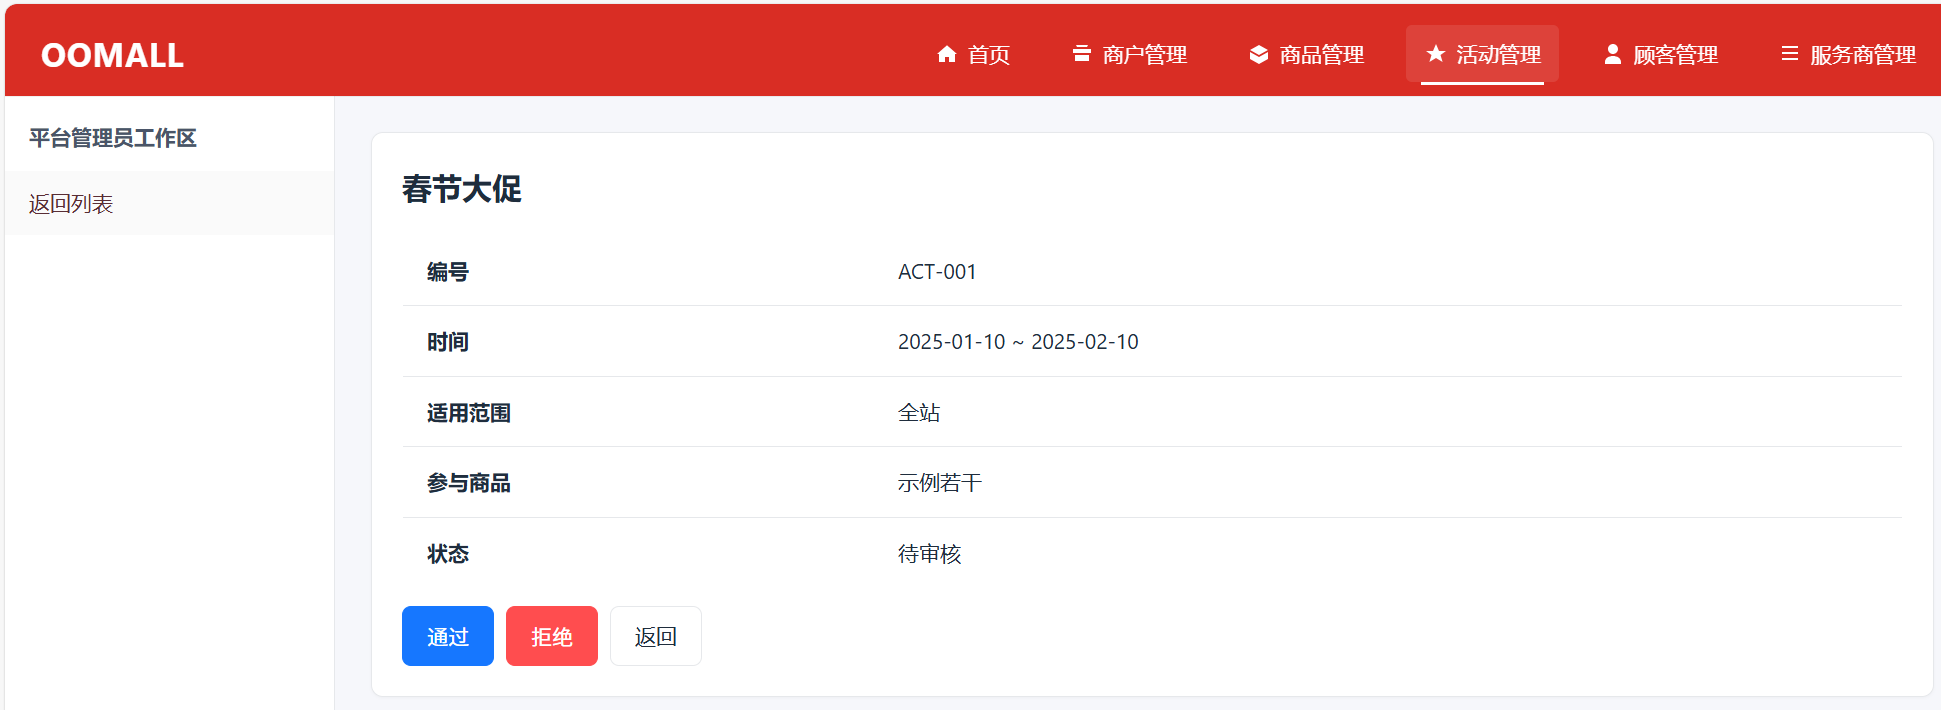 OOMALL
首页 商户管理 商品管理 活动管理 顾客管理 服务商管理
平台管理员工作区
返回列表
春节大促
编号 ACT-001
时间 2025-01-10 ~ 2025-02-10
适用范围 全站
参与商品 示例若干
状态 待审核
通过 拒绝 返回